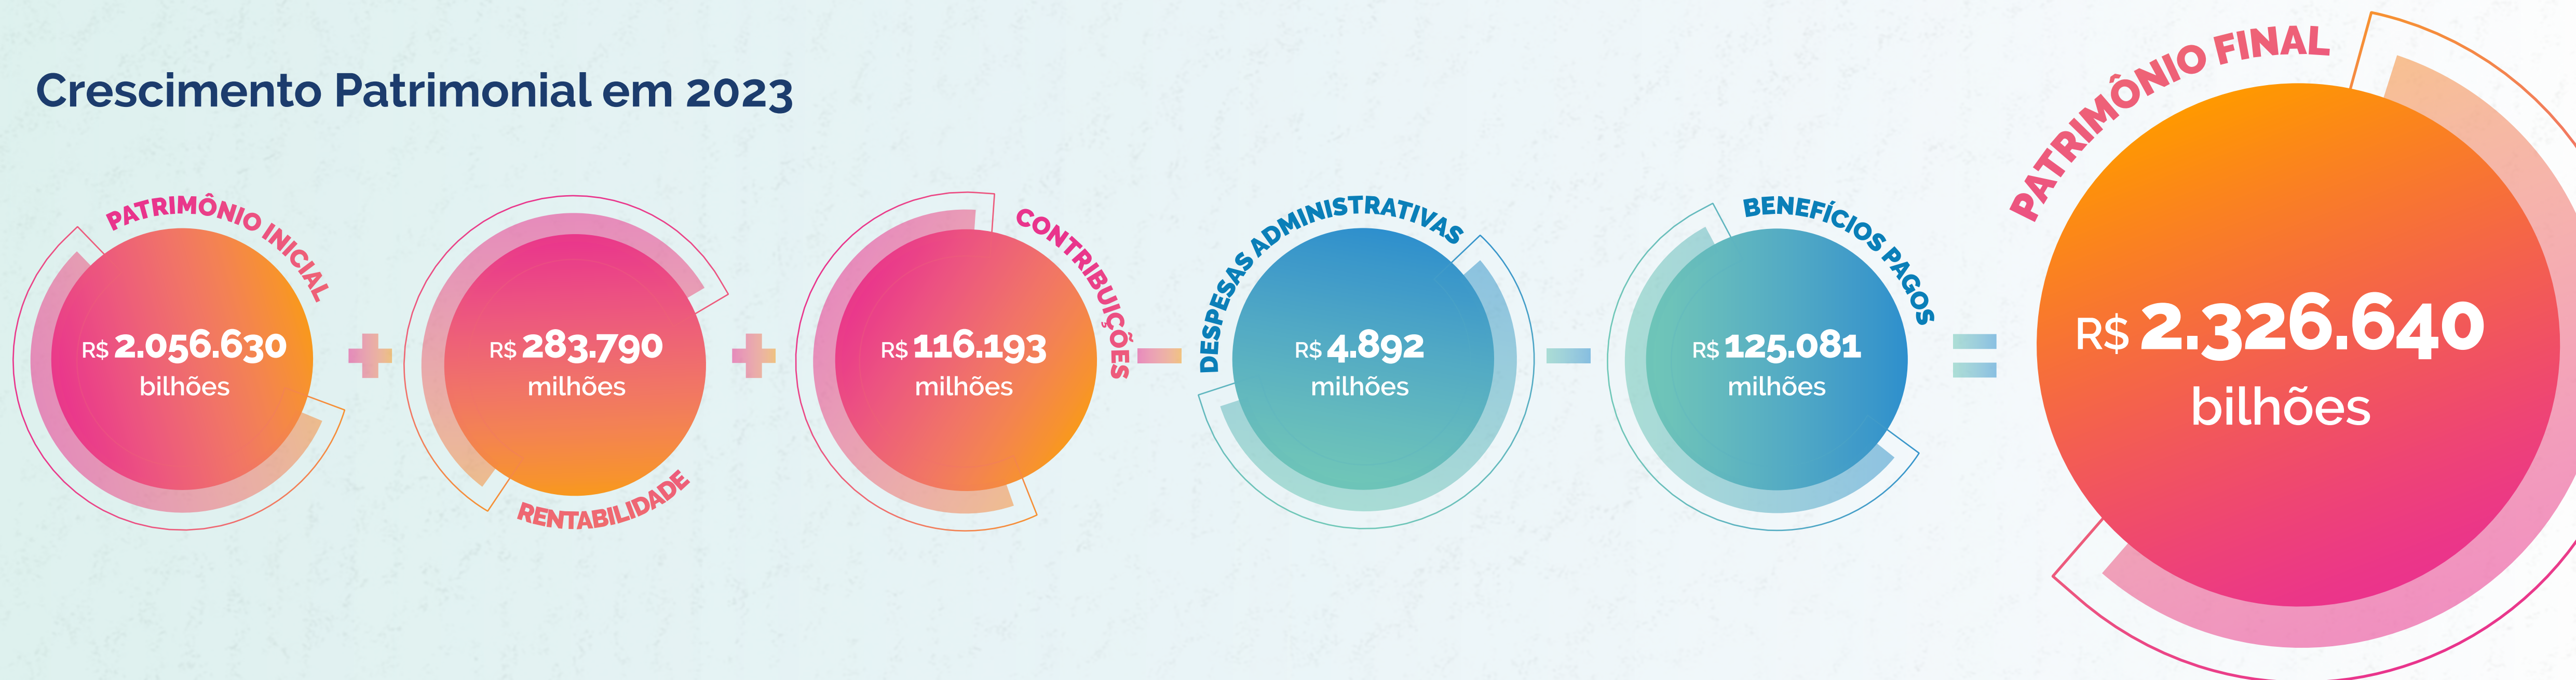 Crescimento Patrimonial em 2023
PATRIMÔNIO INICIAL
R$ 2.056.630
bilhões
+
R$ 283.790
milhões
RENTABILIDADE
+
CONTRIBUIÇÕES
R$ 116.193
milhões
−
DESPESAS ADMINISTRATIVAS
R$ 4.892
milhões
−
BENEFÍCIOS PAGOS
R$ 125.081
milhões
=
PATRIMÔNIO FINAL
R$ 2.326.640
bilhões